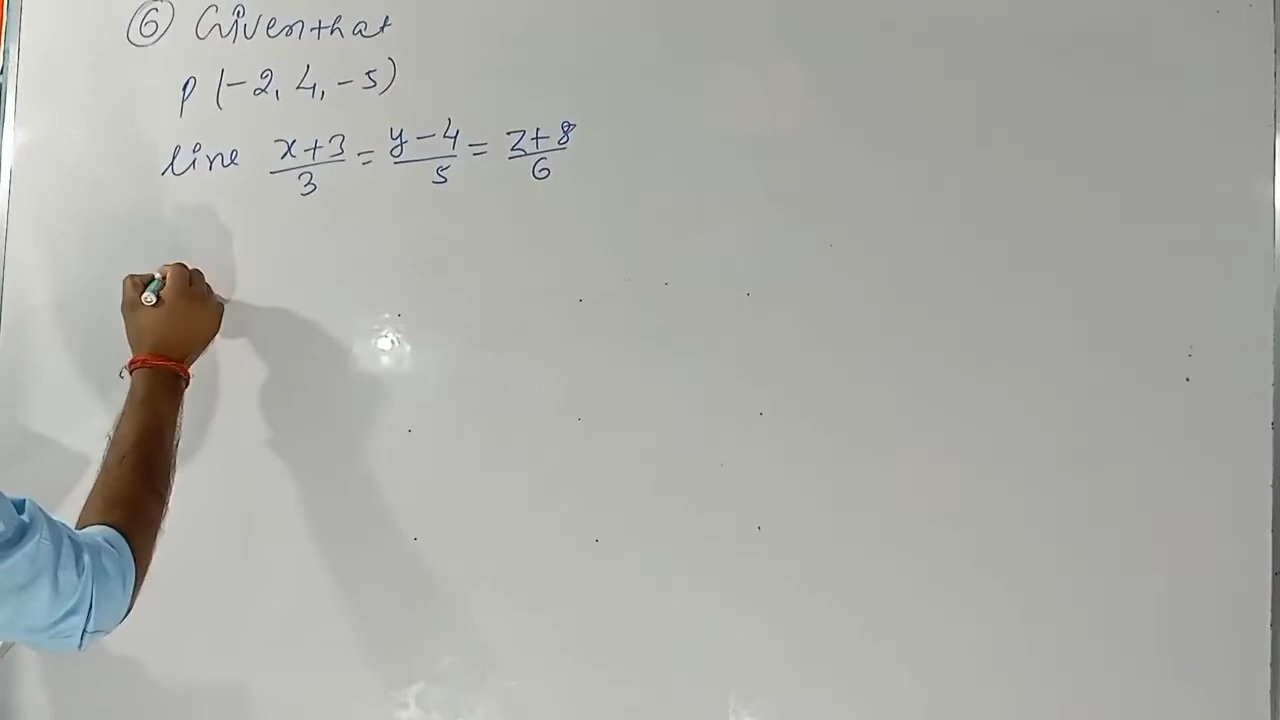 ⑥ Given that
P (-2, 4, -5)
line x+3/3 = y-4/5 = z+8/6